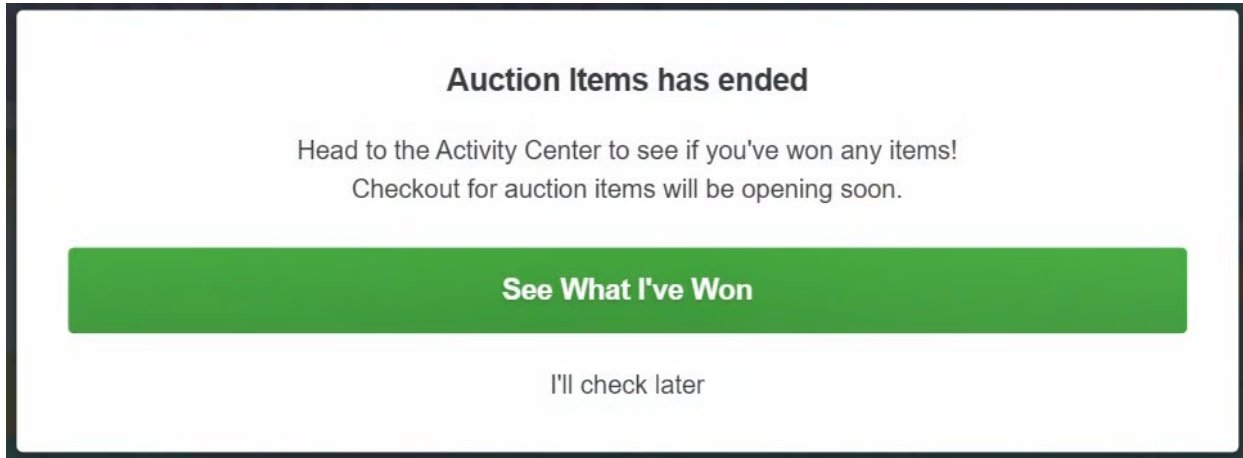 Auction Items has ended
Head to the Activity Center to see if you've won any items!
Checkout for auction items will be opening soon.
See What I've Won
I'll check later